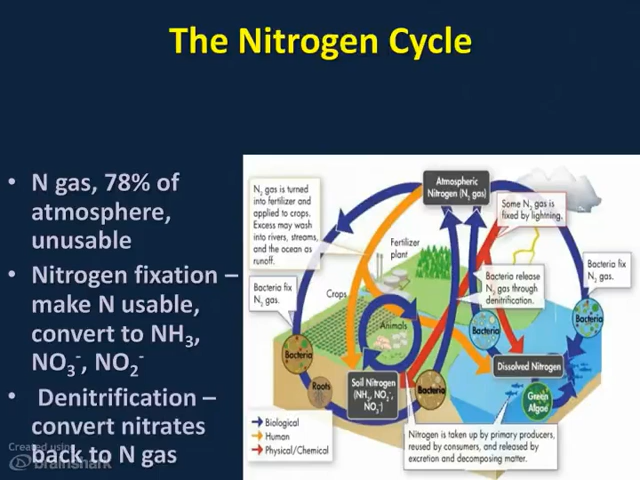 The Nitrogen Cycle
• N gas, 78% of
atmosphere,
unusable
• Nitrogen fixation –
make N usable,
convert to NH₃,
NO₃⁻, NO₂⁻
• Denitrification –
convert nitrates
back to N gas
Created using
brainshark
N₂ gas is turned
into fertilizer and
applied to crops.
Excess may wash
into rivers, streams,
and the ocean as
runoff.
Atmospheric
Nitrogen (N₂ gas)
Some N₂ gas is
fixed by lightning.
Fertilizer
plant
Bacteria fix
N₂ gas.
Bacteria release
N₂ gas through
denitrification.
Bacteria fix
N₂ gas.
Crops
Animals
Bacteria
Bacteria
Bacteria
Roots
Soil Nitrogen
(NH₃, NO₂⁻,
NO₃⁻)
Bacteria
Dissolved Nitrogen
Green
Algae
Biological
Human
Physical/Chemical
Nitrogen is taken up by primary producers,
reused by consumers, and released by
excretion and decomposing matter.